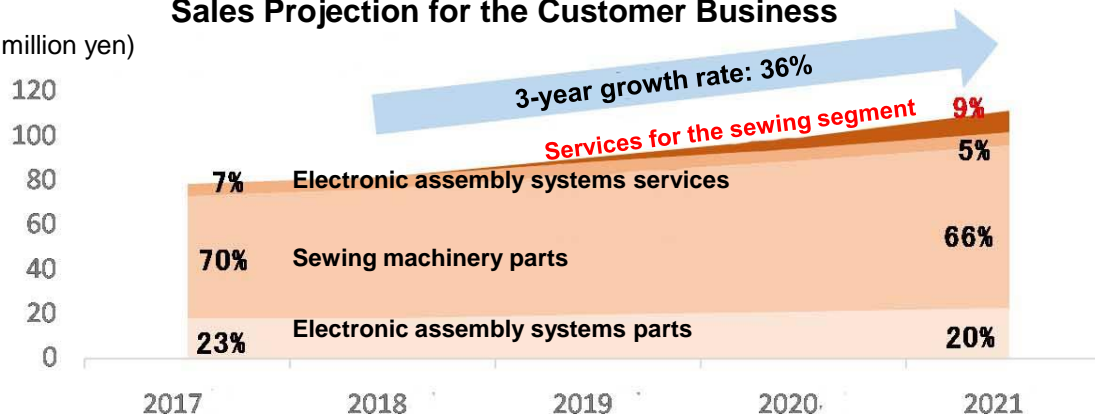 Sales Projection for the Customer Business
million yen)
120
100
80
60
40
20
0
3-year growth rate: 36%
Services for the sewing segment
9%
5%
7%
Electronic assembly systems services
66%
70%
Sewing machinery parts
Electronic assembly systems parts
23%
20%
2017
2018
2019
2020
2021